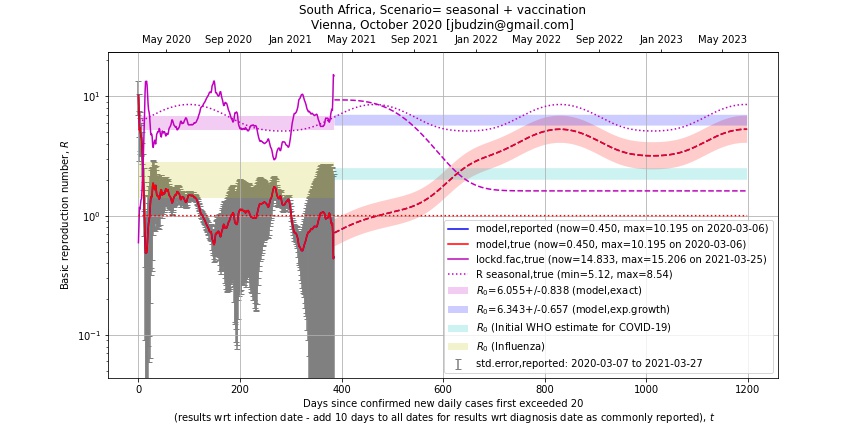 South Africa, Scenario= seasonal + vaccination
Vienna, October 2020 [jbudzin@gmail.com]
May 2020 Sep 2020 Jan 2021 May 2021 Sep 2021 Jan 2022 May 2022 Sep 2022 Jan 2023 May 2023
Basic reproduction number, R
10¹
10⁰
10⁻¹
model,reported (now=0.450, max=10.195 on 2020-03-06)
model,true (now=0.450, max=10.195 on 2020-03-06)
lockd.fac,true (now=14.833, max=15.206 on 2021-03-25)
R seasonal,true (min=5.12, max=8.54)
R₀=6.055+/-0.838 (model,exact)
R₀=6.343+/-0.657 (model,exp.growth)
R₀ (Initial WHO estimate for COVID-19)
R₀ (Influenza)
std.error,reported: 2020-03-07 to 2021-03-27
0 200 400 600 800 1000 1200
Days since confirmed new daily cases first exceeded 20
(results wrt infection date - add 10 days to all dates for results wrt diagnosis date as commonly reported), t